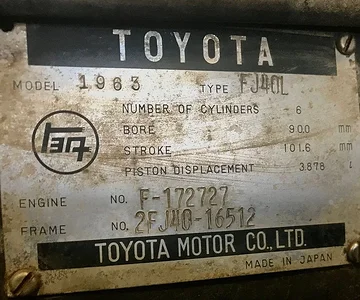 TOYOTA
MODEL 1963 TYPE FJ40L
NUMBER OF CYLINDERS 6
BORE 90.0 mm
STROKE 101.6 mm
PISTON DISPLACEMENT 3.878 l
ENGINE NO. F-172727
FRAME NO. 2FJ40-16512
TOYOTA MOTOR CO., LTD.
MADE IN JAPAN